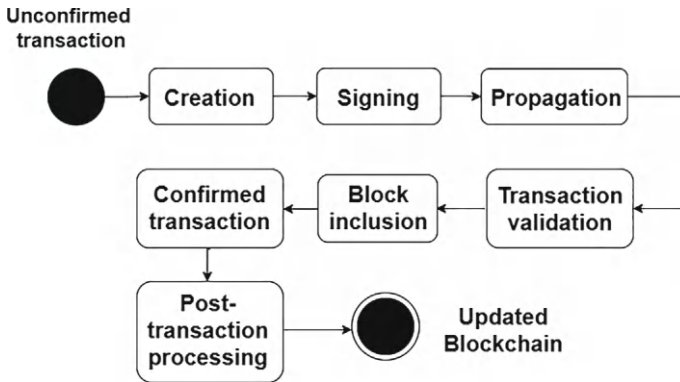 Unconfirmed
transaction
Creation
Signing
Propagation
Confirmed
transaction
Block
inclusion
Transaction
validation
Post-
transaction
processing
Updated
Blockchain